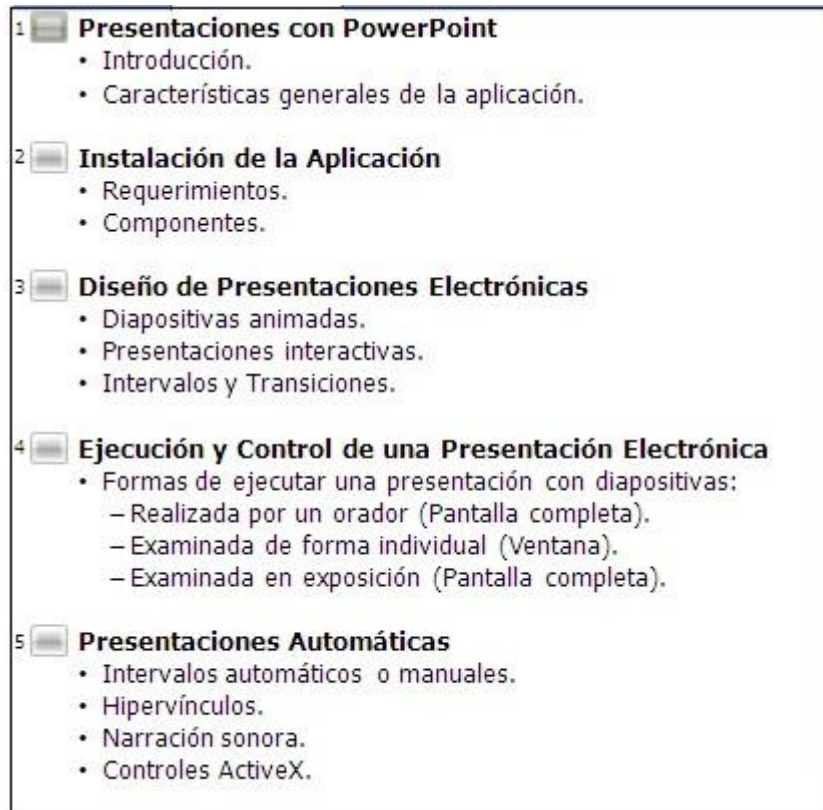 1 Presentaciones con PowerPoint
• Introducción.
• Características generales de la aplicación.
2 Instalación de la Aplicación
• Requerimientos.
• Componentes.
3 Diseño de Presentaciones Electrónicas
• Diapositivas animadas.
• Presentaciones interactivas.
• Intervalos y Transiciones.
4 Ejecución y Control de una Presentación Electrónica
• Formas de ejecutar una presentación con diapositivas:
– Realizada por un orador (Pantalla completa).
– Examinada de forma individual (Ventana).
– Examinada en exposición (Pantalla completa).
5 Presentaciones Automáticas
• Intervalos automáticos o manuales.
• Hipervínculos.
• Narración sonora.
• Controles ActiveX.